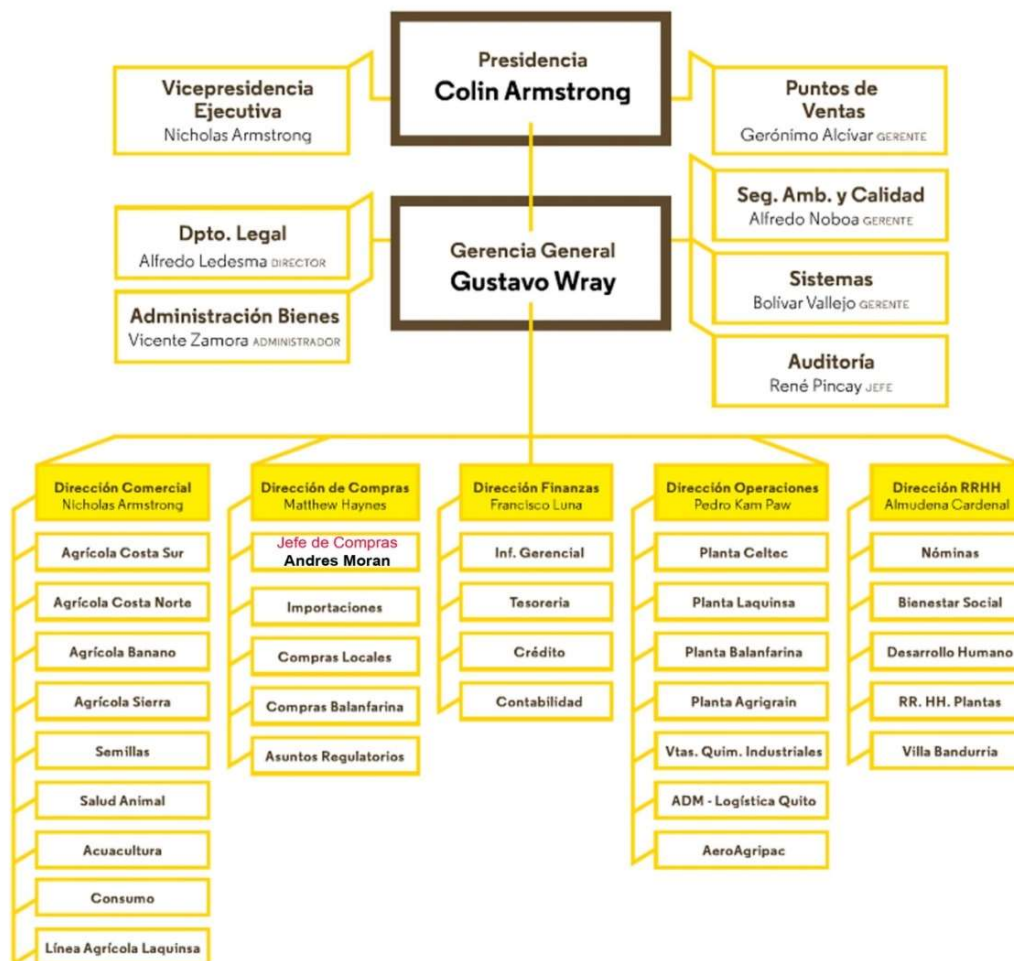 Presidencia
Colin Armstrong
Vicepresidencia
Ejecutiva
Nicholas Armstrong
Puntos de
Ventas
Gerónimo Alcívar GERENTE
Seg. Amb. y Calidad
Alfredo Noboa GERENTE
Dpto. Legal
Alfredo Ledesma DIRECTOR
Gerencia General
Gustavo Wray
Sistemas
Bolívar Vallejo GERENTE
Administración Bienes
Vicente Zamora ADMINISTRADOR
Auditoría
René Pincay JEFE
Dirección Comercial
Nicholas Armstrong
Agrícola Costa Sur
Agrícola Costa Norte
Agrícola Banano
Agrícola Sierra
Semillas
Salud Animal
Acuacultura
Consumo
Línea Agrícola Laquinsa
Dirección de Compras
Matthew Haynes
Jefe de Compras
Andres Moran
Importaciones
Compras Locales
Compras Balanfarina
Asuntos Regulatorios
Dirección Finanzas
Francisco Luna
Inf. Gerencial
Tesoreria
Crédito
Contabilidad
Dirección Operaciones
Pedro Kam Paw
Planta Celtec
Planta Laquinsa
Planta Balanfarina
Planta Agrigrain
Vtas. Quim. Industriales
ADM - Logística Quito
AeroAgripac
Dirección RRHH
Almudena Cardenal
Nóminas
Bienestar Social
Desarrollo Humano
RR. HH. Plantas
Villa Bandurria